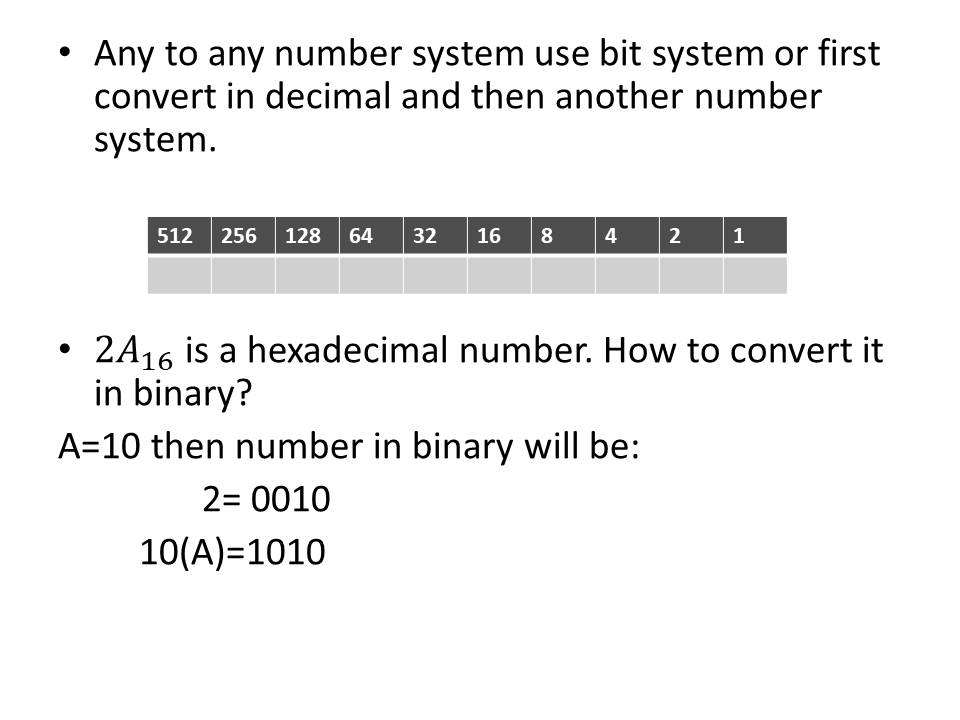 • Any to any number system use bit system or first
convert in decimal and then another number
system.
512 256 128 64 32 16 8 4 2 1
• 2A₁₆ is a hexadecimal number. How to convert it
in binary?
A=10 then number in binary will be:
2= 0010
10(A)=1010